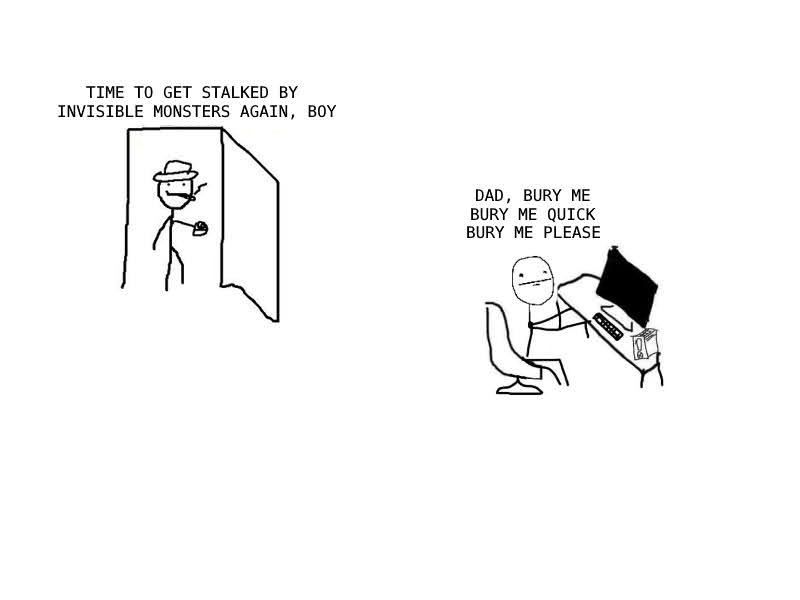 TIME TO GET STALKED BY
INVISIBLE MONSTERS AGAIN, BOY
DAD, BURY ME
BURY ME QUICK
BURY ME PLEASE